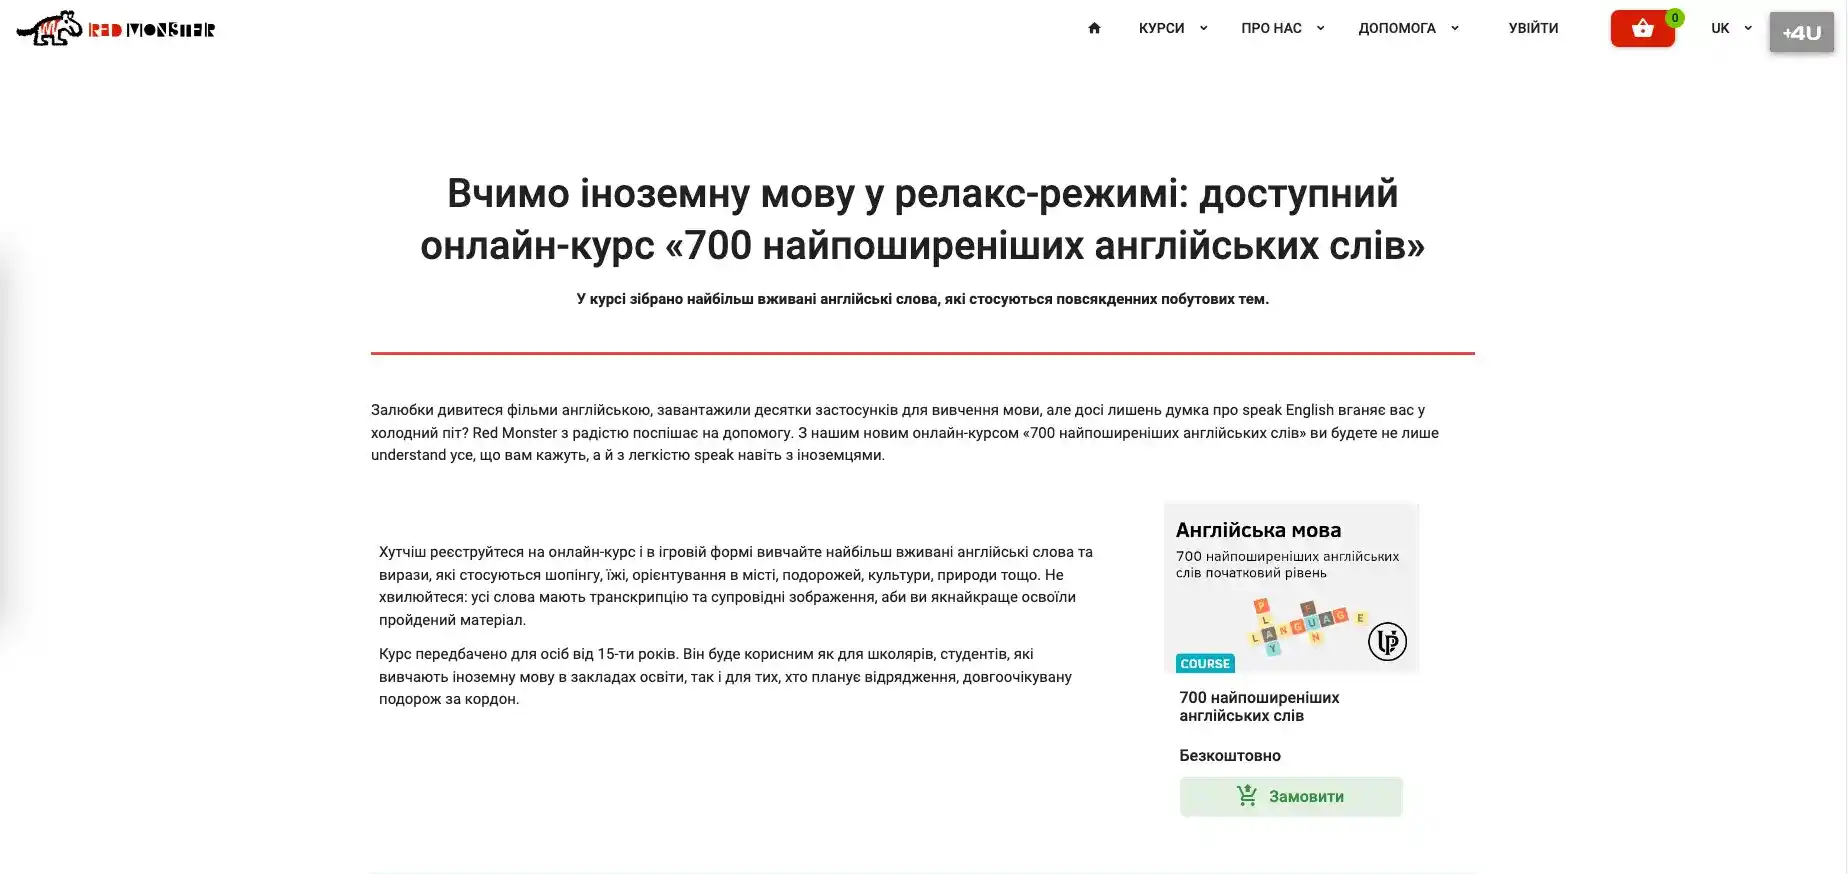 RED MONSTER
КУРСИ
ПРО НАС
ДОПОМОГА
УВІЙТИ
0
UK
+4U
Вчимо іноземну мову у релакс-режимі: доступний
онлайн-курс «700 найпоширеніших англійських слів»
У курсі зібрано найбільш вживані англійські слова, які стосуються повсякденних побутових тем.
Залюбки дивитеся фільми англійською, завантажили десятки застосунків для вивчення мови, але досі лишень думка про speak English вганяє вас у
холодний піт? Red Monster з радістю поспішає на допомогу. З нашим новим онлайн-курсом «700 найпоширеніших англійських слів» ви будете не лише
understand усе, що вам кажуть, а й з легкістю speak навіть з іноземцями.
Хутчіш реєструйтеся на онлайн-курс і в ігровій формі вивчайте найбільш вживані англійські слова та
вирази, які стосуються шопінгу, їжі, орієнтування в місті, подорожей, культури, природи тощо. Не
хвилюйтеся: усі слова мають транскрипцію та супровідні зображення, аби ви якнайкраще освоїли
пройдений матеріал.
Курс передбачено для осіб від 15-ти років. Він буде корисним як для школярів, студентів, які
вивчають іноземну мову в закладах освіти, так і для тих, хто планує відрядження, довгоочікувану
подорож за кордон.
Англійська мова
700 найпоширеніших англійських
слів початковий рівень
PLAY
FUN
LANGUAGE
UP
COURSE
700 найпоширеніших
англійських слів
Безкоштовно
Замовити